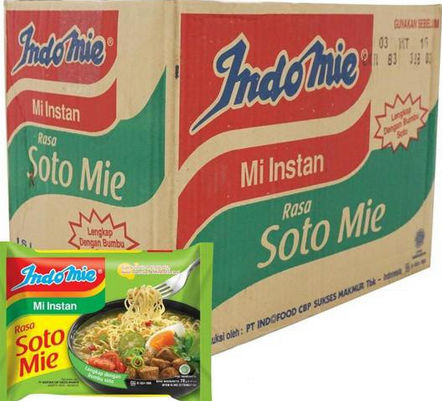 Indomie®
Mi Instan
Rasa
Soto Mie
Lengkap
Dengan Bumbu
Indomie®
Mi Instan
Rasa
Soto Mie
GUNAKAN SEBELUM
03
Lengkap
Dengan Bumbu
Soto
oleh : PT INDOFOOD CBP SUKSES MAKMUR Tbk - Indonesia
Indomie
Mi Instan
Rasa
Soto
Mie
Lengkap dengan
Bumbu soto